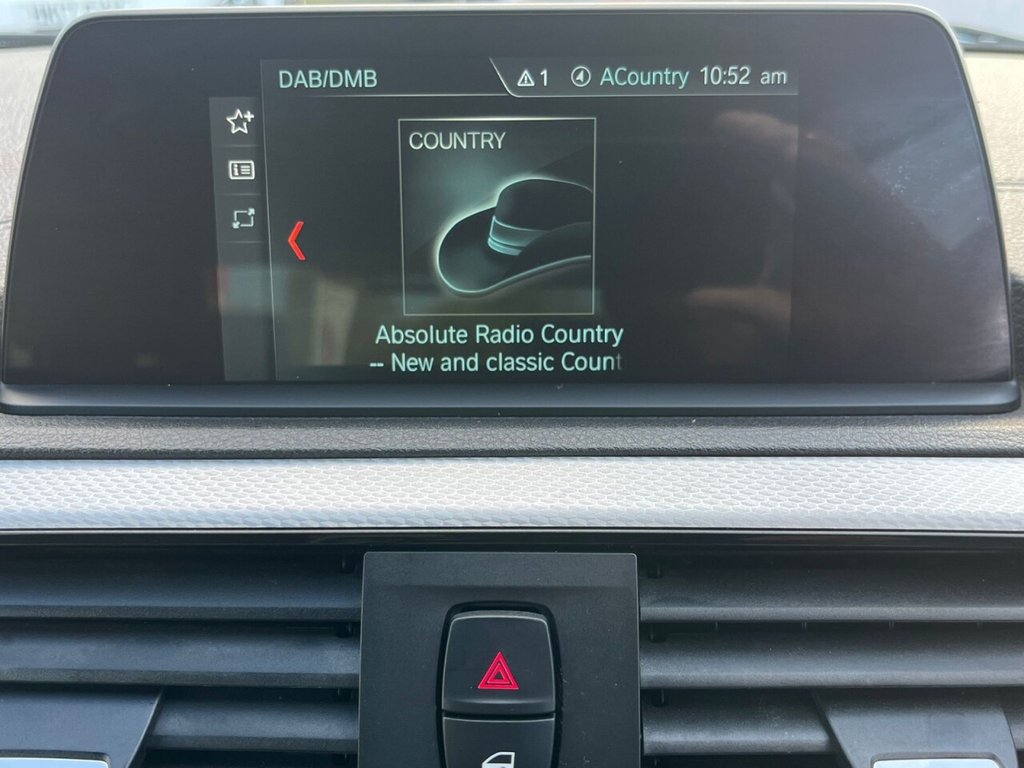 DAB/DMB
1
ACountry 10:52 am
COUNTRY
Absolute Radio Country
-- New and classic Count